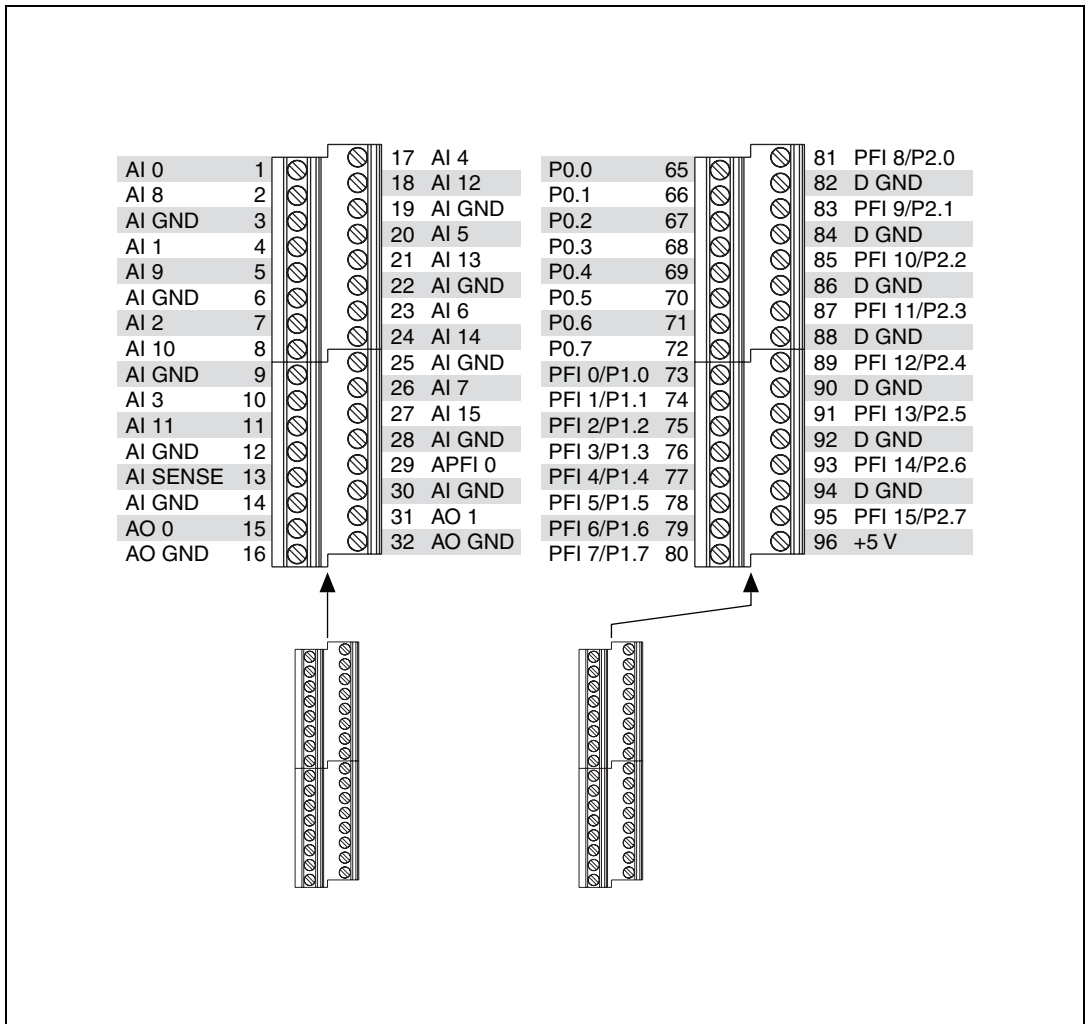 AI 0 1
AI 8 2
AI GND 3
AI 1 4
AI 9 5
AI GND 6
AI 2 7
AI 10 8
AI GND 9
AI 3 10
AI 11 11
AI GND 12
AI SENSE 13
AI GND 14
AO 0 15
AO GND 16
17 AI 4
18 AI 12
19 AI GND
20 AI 5
21 AI 13
22 AI GND
23 AI 6
24 AI 14
25 AI GND
26 AI 7
27 AI 15
28 AI GND
29 APFI 0
30 AI GND
31 AO 1
32 AO GND
P0.0 65
P0.1 66
P0.2 67
P0.3 68
P0.4 69
P0.5 70
P0.6 71
P0.7 72
PFI 0/P1.0 73
PFI 1/P1.1 74
PFI 2/P1.2 75
PFI 3/P1.3 76
PFI 4/P1.4 77
PFI 5/P1.5 78
PFI 6/P1.6 79
PFI 7/P1.7 80
81 PFI 8/P2.0
82 D GND
83 PFI 9/P2.1
84 D GND
85 PFI 10/P2.2
86 D GND
87 PFI 11/P2.3
88 D GND
89 PFI 12/P2.4
90 D GND
91 PFI 13/P2.5
92 D GND
93 PFI 14/P2.6
94 D GND
95 PFI 15/P2.7
96 +5 V